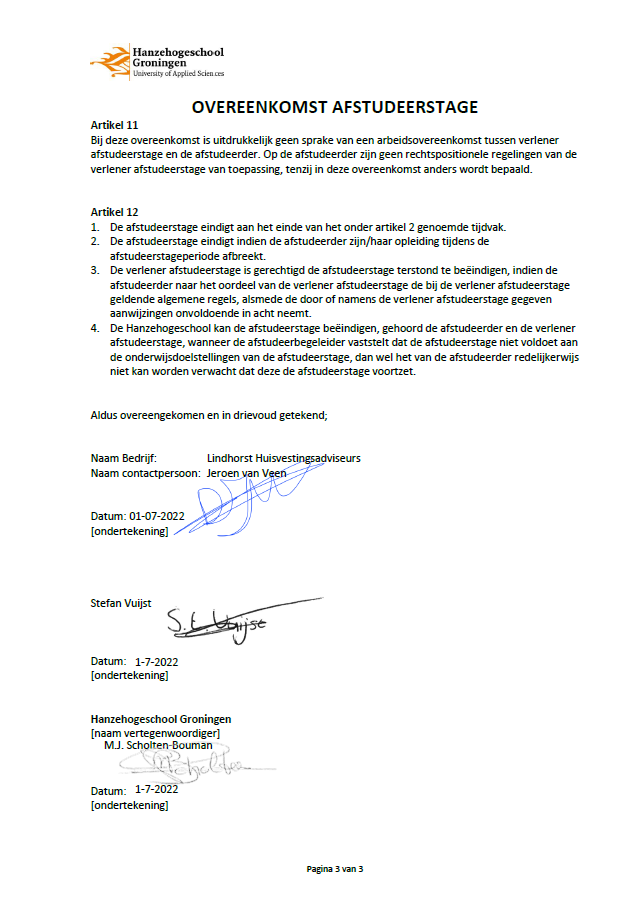 Hanzehogeschool
Groningen
University of Applied Sciences
OVEREENKOMST AFSTUDEERSTAGE
Artikel 11
Bij deze overeenkomst is uitdrukkelijk geen sprake van een arbeidsovereenkomst tussen verlener
afstudeerstage en de afstudeerder. Op de afstudeerder zijn geen rechtspositionele regelingen van de
verlener afstudeerstage van toepassing, tenzij in deze overeenkomst anders wordt bepaald.
Artikel 12
1. De afstudeerstage eindigt aan het einde van het onder artikel 2 genoemde tijdvak.
2. De afstudeerstage eindigt indien de afstudeerder zijn/haar opleiding tijdens de
afstudeerstageperiode afbreekt.
3. De verlener afstudeerstage is gerechtigd de afstudeerstage terstond te beëindigen, indien de
afstudeerder naar het oordeel van de verlener afstudeerstage de bij de verlener afstudeerstage
geldende algemene regels, alsmede de door of namens de verlener afstudeerstage gegeven
aanwijzingen onvoldoende in acht neemt.
4. De Hanzehogeschool kan de afstudeerstage beëindigen, gehoord de afstudeerder en de verlener
afstudeerstage, wanneer de afstudeerbegeleider vaststelt dat de afstudeerstage niet voldoet aan
de onderwijsdoelstellingen van de afstudeerstage, dan wel het van de afstudeerder redelijkerwijs
niet kan worden verwacht dat deze de afstudeerstage voortzet.
Aldus overeengekomen en in drievoud getekend;
Naam Bedrijf: Lindhorst Huisvestingsadviseurs
Naam contactpersoon: Jeroen van Veen
Datum: 01-07-2022
[ondertekening]
Stefan Vuijst
S.E. Vuijst
Datum: 1-7-2022
[ondertekening]
Hanzehogeschool Groningen
[naam vertegenwoordiger]
M.J. Scholten-Bouman
Datum: 1-7-2022
[ondertekening]
Pagina 3 van 3